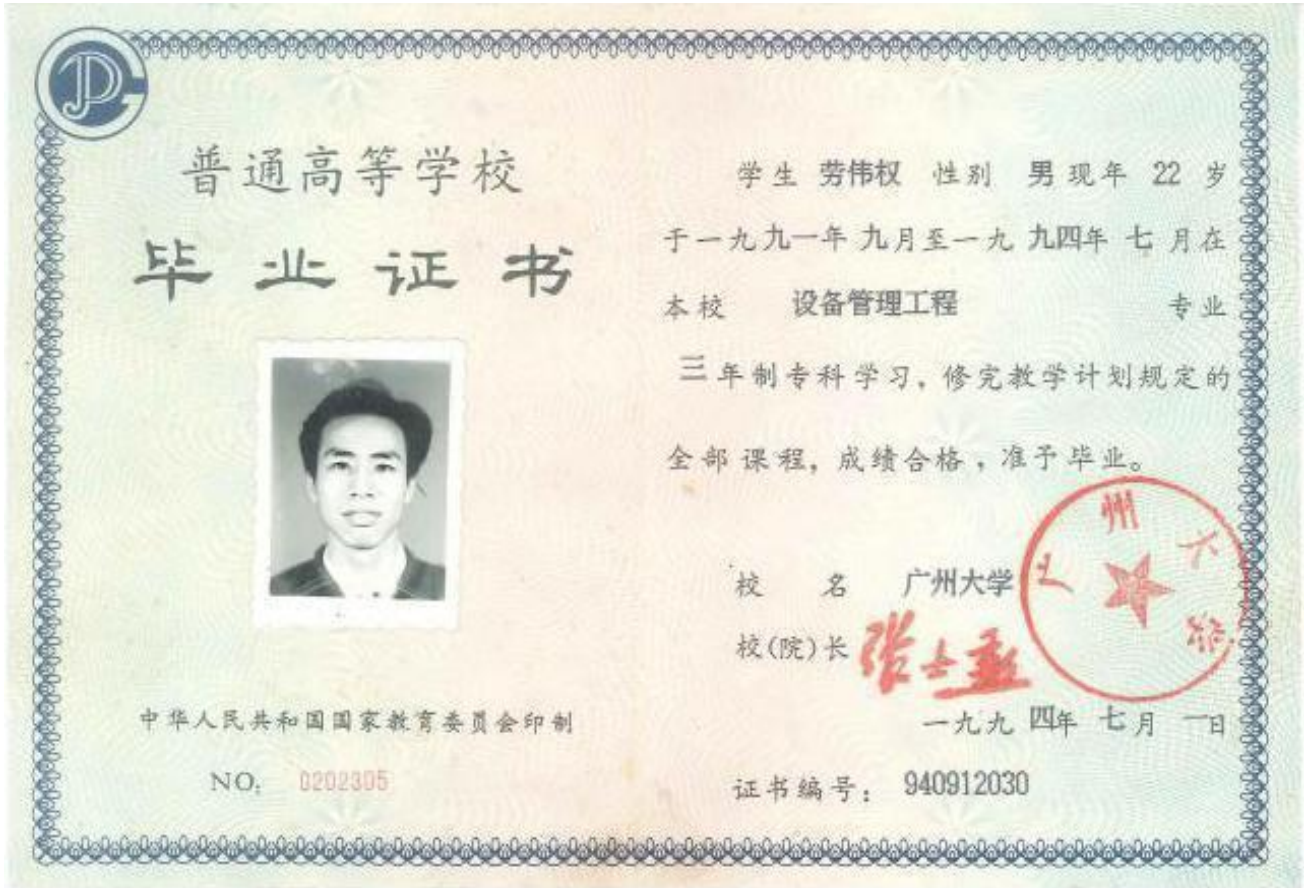 普通高等学校
毕业证书
中华人民共和国国家教育委员会印制
NO: 0202305
学生 劳伟权 性别 男 现年 22 岁
于一九九一年九月至一九九四年七月在
本校 设备管理工程 专业
三年制专科学习，修完教学计划规定的
全部课程，成绩合格，准予毕业。
校名 广州大学
校(院)长
广州大学
一九九四年七月一日
证书编号： 940912030